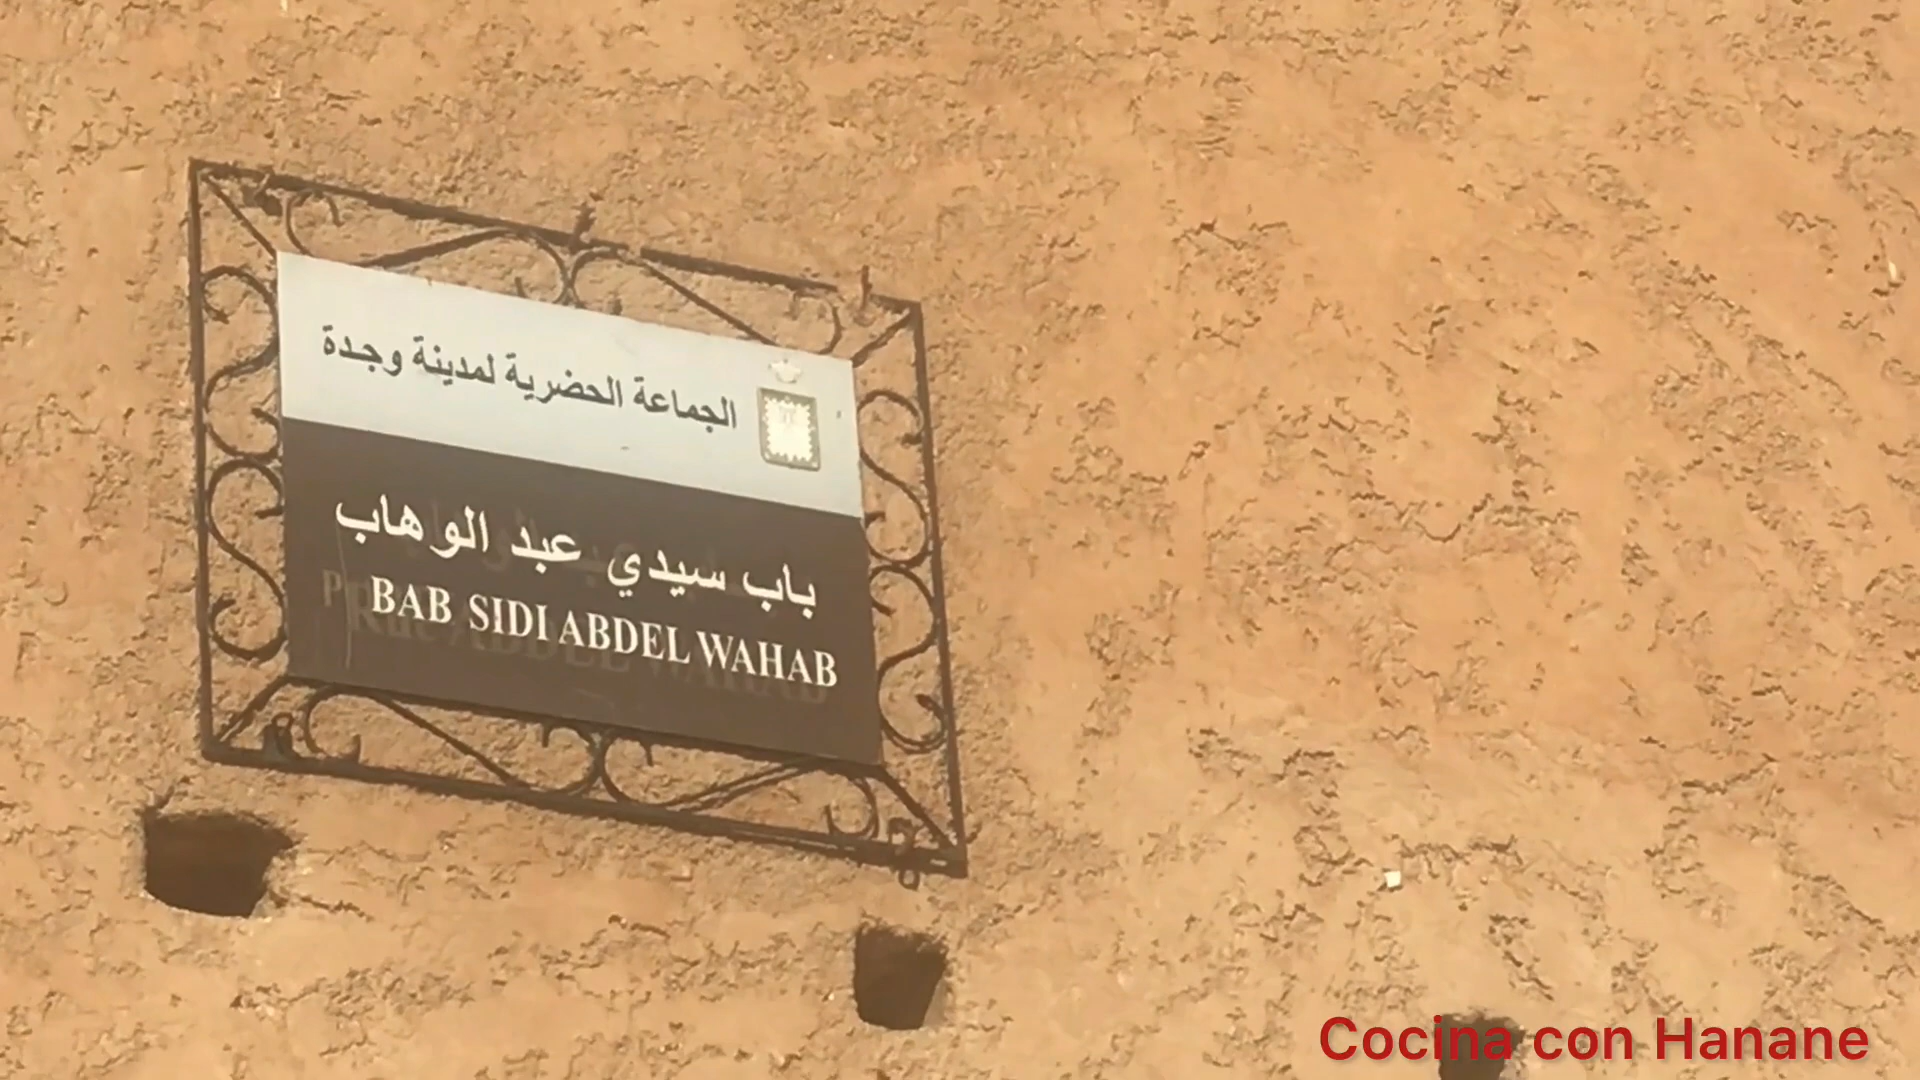 الجماعة الحضرية لمدينة وجدة
باب سيدي عبد الوهاب
BAB SIDI ABDEL WAHAB
Cocina con Hanane